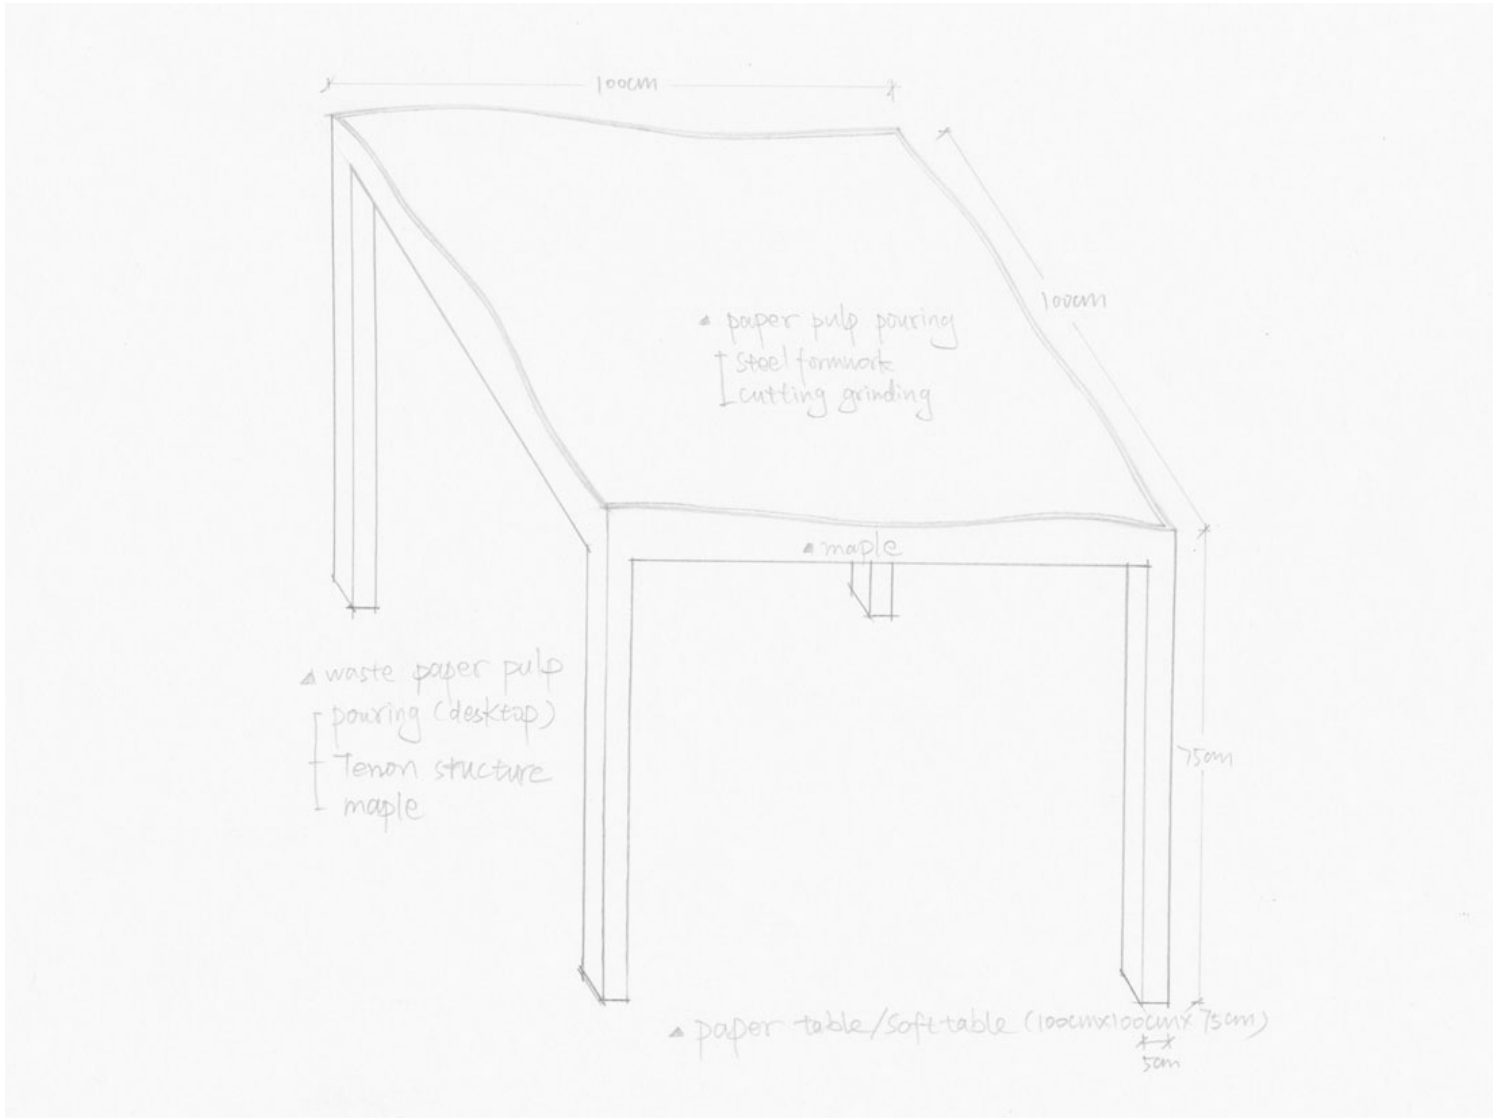 100cm
100cm
paper pulp pouring
steel formwork
cutting grinding
maple
waste paper pulp
pouring (desktop)
Tenon stucture
maple
75cm
paper table/soft table (100cmx100cmx75cm)
5cm